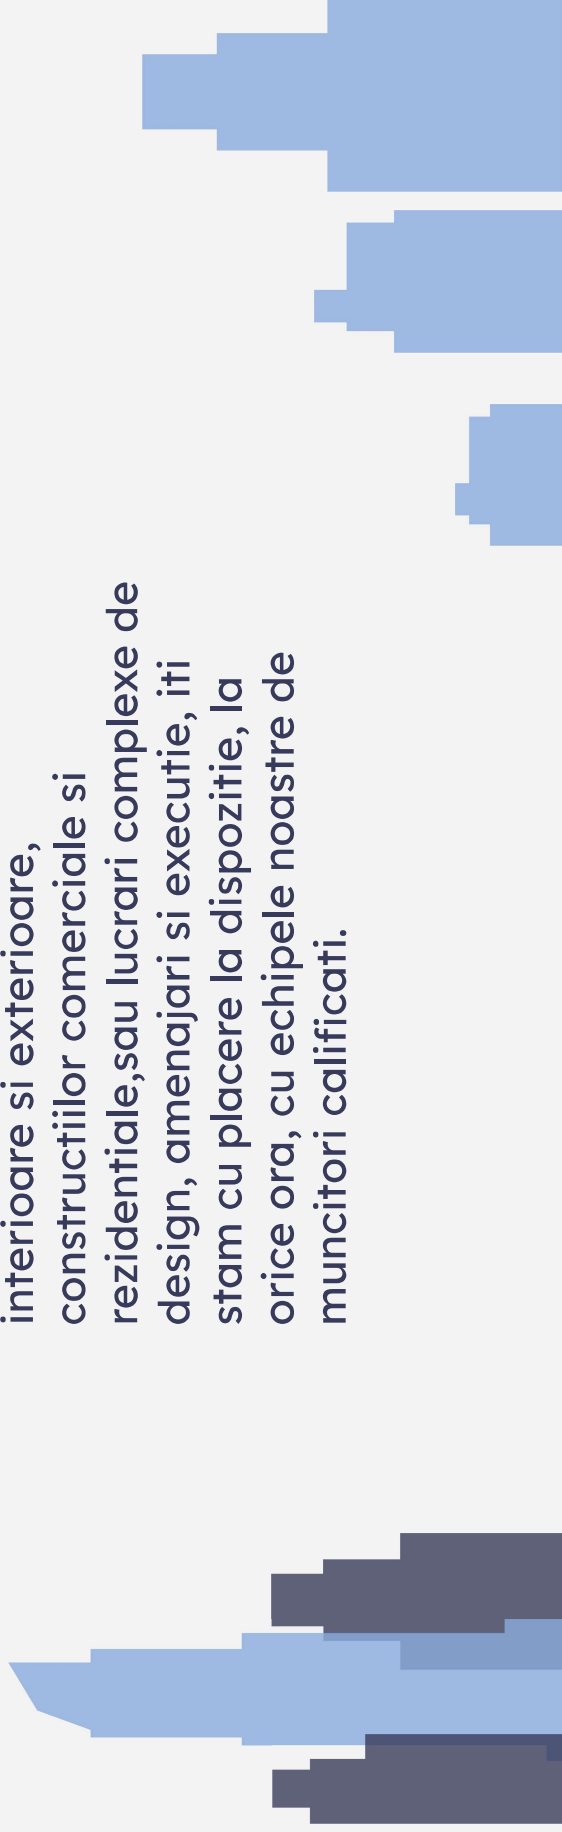 interioare si exterioare,
constructiilor comerciale si
rezidentiale,sau lucrari complexe de
design, amenajari si executie, iti
stam cu placere la dispozitie, la
orice ora, cu echipele noastre de
muncitori calificati.